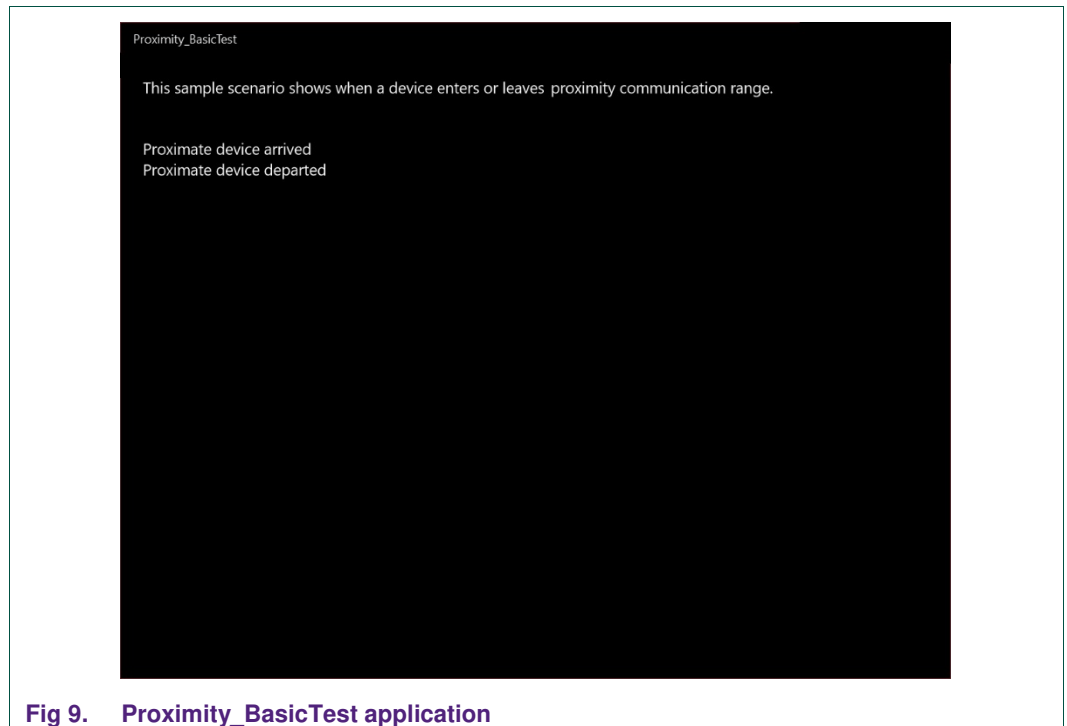 Proximity_BasicTest
This sample scenario shows when a device enters or leaves proximity communication range.
Proximate device arrived
Proximate device departed
Fig 9. Proximity_BasicTest application